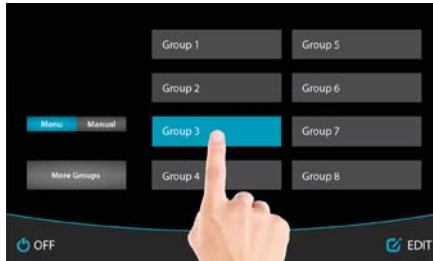 Group 1
Group 5
Group 2
Group 6
Menu Manual
Group 3
Group 7
More Groups
Group 4
Group 8
OFF
EDIT